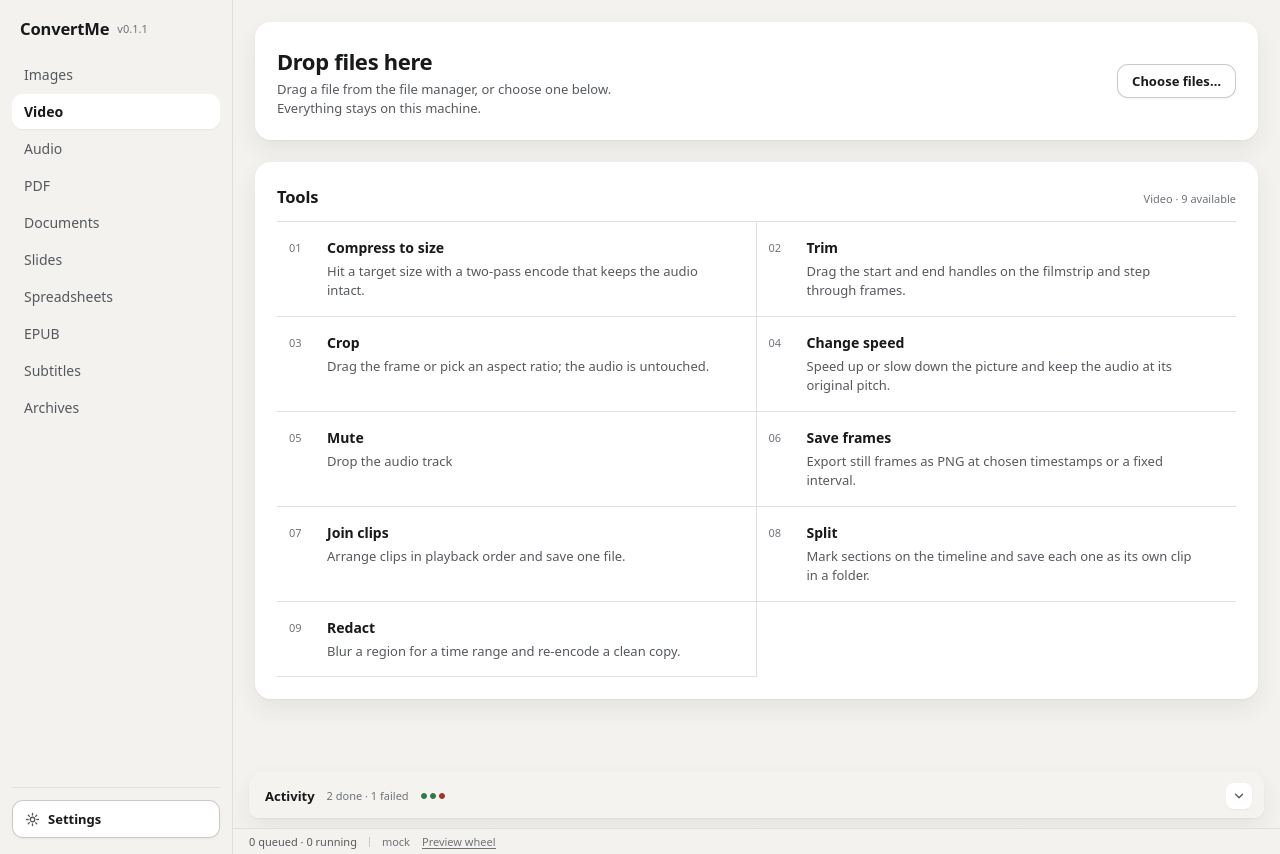 ConvertMe v0.1.1
Images
Video
Audio
PDF
Documents
Slides
Spreadsheets
EPUB
Subtitles
Archives
Settings
Drop files here
Drag a file from the file manager, or choose one below.
Everything stays on this machine.
Choose files...
Tools
Video · 9 available
01 Compress to size
Hit a target size with a two-pass encode that keeps the audio
intact.
02 Trim
Drag the start and end handles on the filmstrip and step
through frames.
03 Crop
Drag the frame or pick an aspect ratio; the audio is untouched.
04 Change speed
Speed up or slow down the picture and keep the audio at its
original pitch.
05 Mute
Drop the audio track
06 Save frames
Export still frames as PNG at chosen timestamps or a fixed
interval.
07 Join clips
Arrange clips in playback order and save one file.
08 Split
Mark sections on the timeline and save each one as its own clip
in a folder.
09 Redact
Blur a region for a time range and re-encode a clean copy.
Activity 2 done · 1 failed
0 queued · 0 running mock Preview wheel